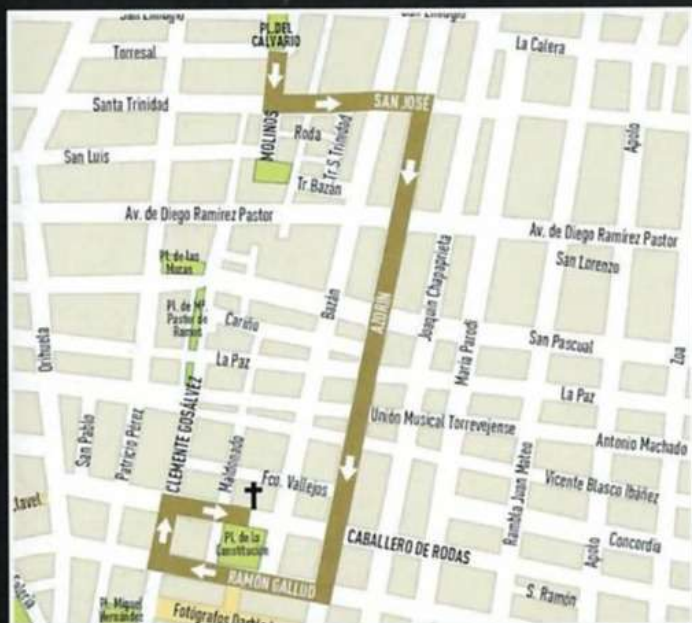 PL.DEL
CALVARIO
Torresal
La Calera
Santa Trinidad
SAN JOSÉ
MOLINOS
Roda
Tr.S.Trinidad
Apolo
San Luis
Tr. Bazán
Av. de Diego Ramírez Pastor
Av. de Diego Ramírez Pastor
San Lorenzo
Pl. de las
Pl. de Mª
Pastor de
Ramos
Cariño
Bazán
AZORÍN
Joaquín Chapaprieta
María Parodi
San Pascual
Zoa
Orihuela
La Paz
La Paz
CLEMENTE GOSÁLVEZ
Unión Musical Torrevejense
Antonio Machado
San Pablo
Patricio Pérez
Maldonado
Fco. Vallejos
Rambla Juan Mateo
Vicente Blasco Ibáñez
Pl. de la
Constitución
CABALLERO DE RODAS
Apolo
Concordia
RAMÓN GALLUD
S. Ramón
Pl. Miguel
Hernández
Fotógrafos